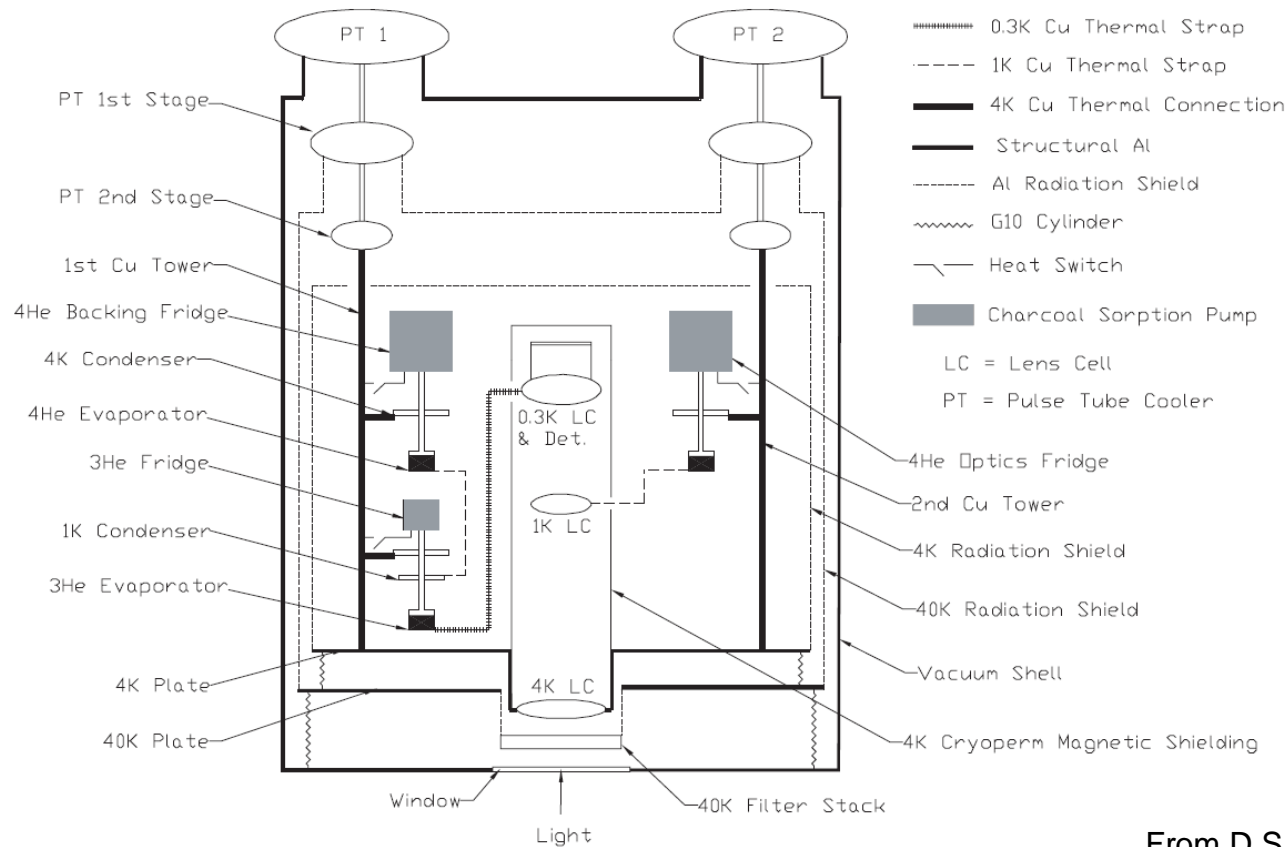 PT 1
PT 2
PT 1st Stage
PT 2nd Stage
1st Cu Tower
4He Backing Fridge
4K Condenser
4He Evaporator
3He Fridge
1K Condenser
3He Evaporator
4K Plate
40K Plate
0.3K LC
& Det.
1K LC
4K LC
Window
Light
40K Filter Stack
0.3K Cu Thermal Strap
1K Cu Thermal Strap
4K Cu Thermal Connection
Structural Al
Al Radiation Shield
G10 Cylinder
Heat Switch
Charcoal Sorption Pump
LC = Lens Cell
PT = Pulse Tube Cooler
4He Optics Fridge
2nd Cu Tower
4K Radiation Shield
40K Radiation Shield
Vacuum Shell
4K Cryoperm Magnetic Shielding
From D.S